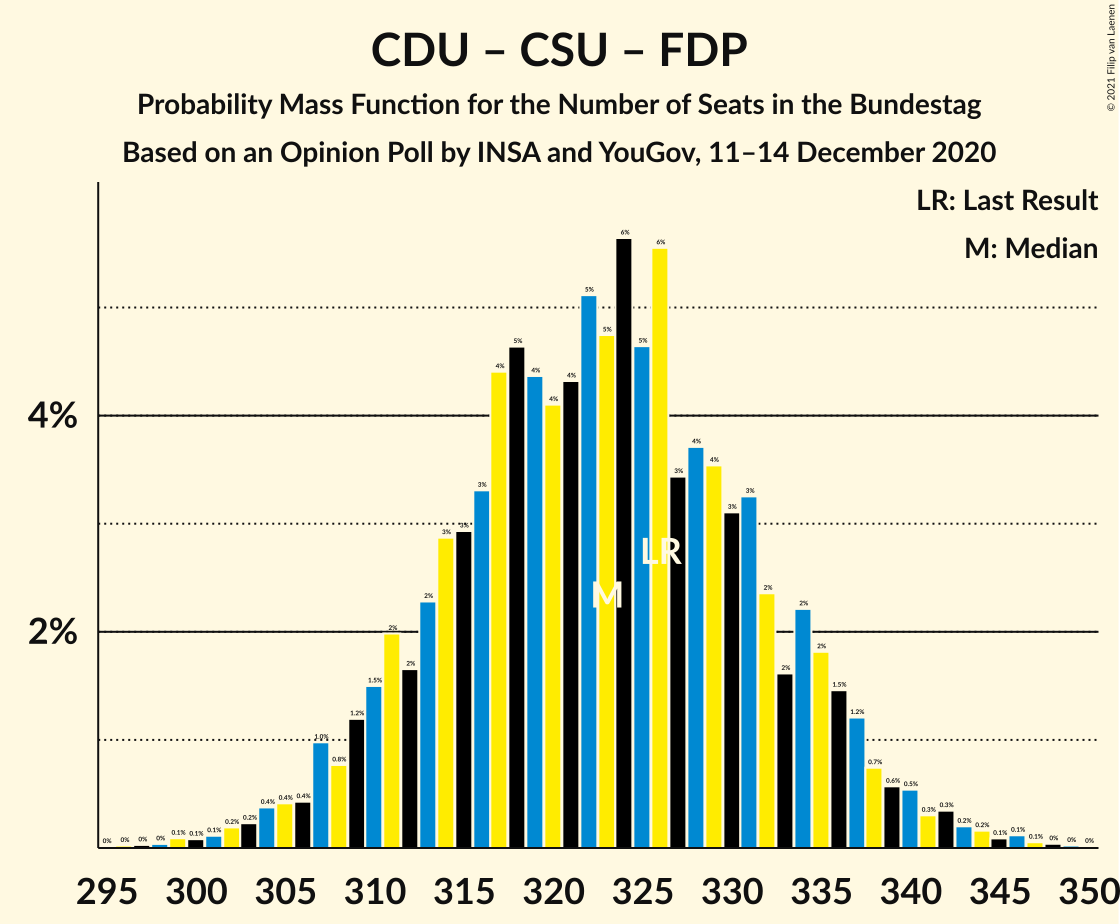 CDU – CSU – FDP
Probability Mass Function for the Number of Seats in the Bundestag
Based on an Opinion Poll by INSA and YouGov, 11–14 December 2020
© 2021 Filip van Laenen
LR: Last Result
M: Median
4%
2%
0% 0% 0% 0% 0.1% 0.1% 0.1% 0.2% 0.2% 0.4% 0.4% 0.4% 1.0% 0.8% 1.2% 1.5% 2% 2% 2% 3% 3% 3% 4% 5% 4% 4% 4% 5% 5% 6% 5% 6% 3% 4% 4% 3% 3% 2% 2% 2% 2% 1.5% 1.2% 0.7% 0.6% 0.5% 0.3% 0.3% 0.2% 0.2% 0.1% 0.1% 0.1% 0% 0% 0%
LR
M
295 300 305 310 315 320 325 330 335 340 345 350